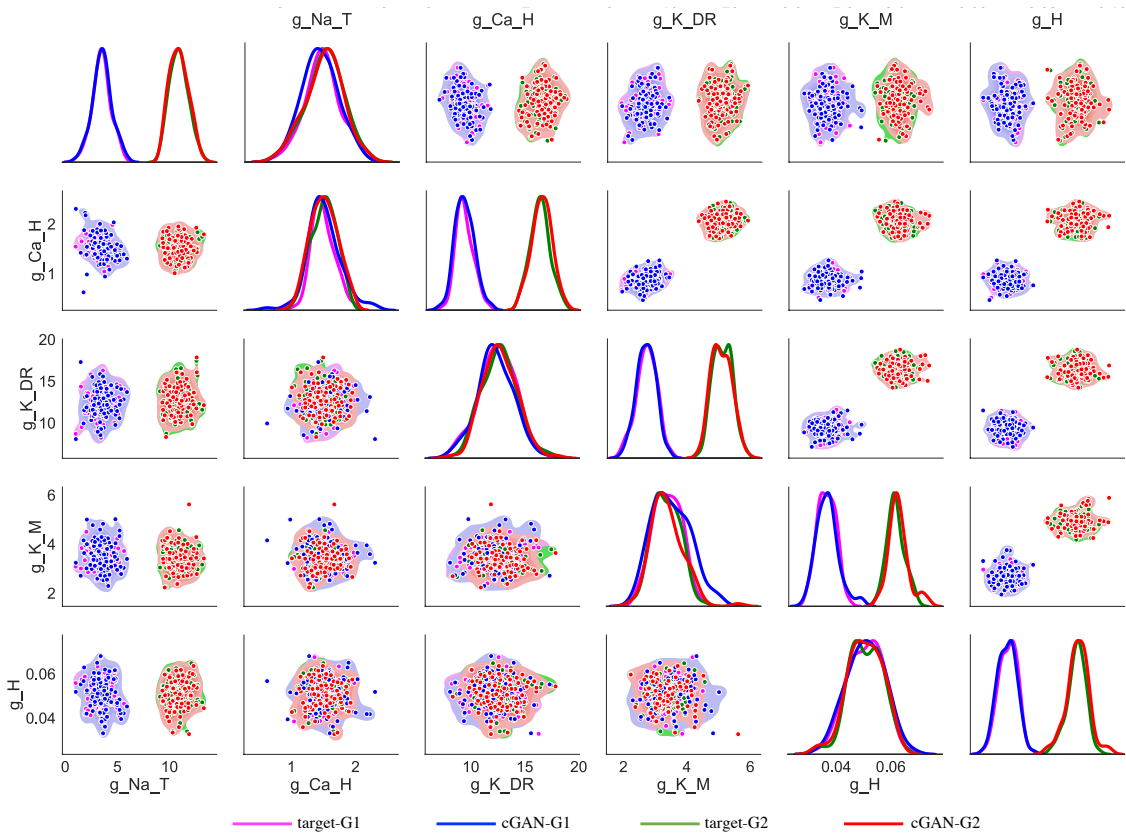 g_Na_T g_Ca_H g_K_DR g_K_M g_H
g_Ca_H
2
1
g_K_DR
20
15
10
g_K_M
6
4
2
g_H
0.06
0.04
0 5 10 1 2 10 15 20 2 4 6 0.04 0.06
g_Na_T g_Ca_H g_K_DR g_K_M g_H
target-G1 cGAN-G1 target-G2 cGAN-G2